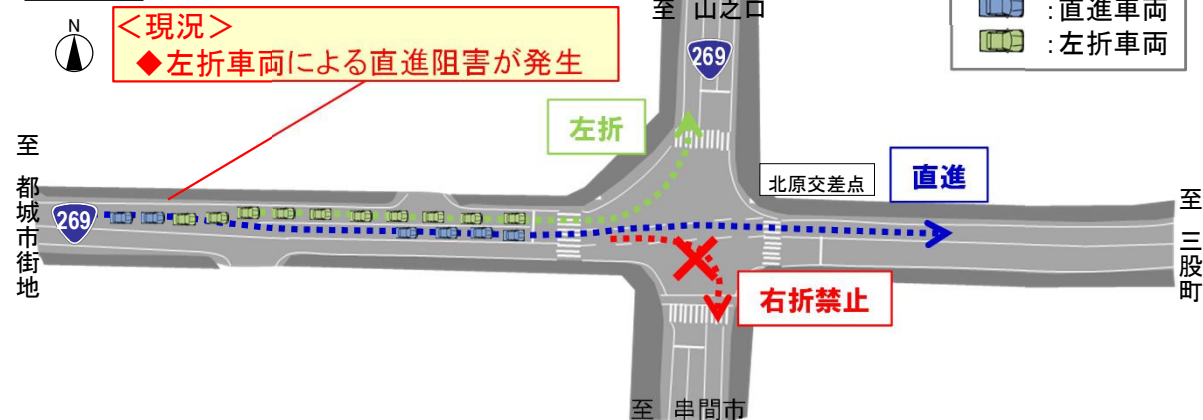 至 山之口
:直進車両
:左折車両
N
<現況>
◆左折車両による直進阻害が発生
269
左折
至 都城市街地
269
北原交差点
直進
至 三股町
右折禁止
至 串間市